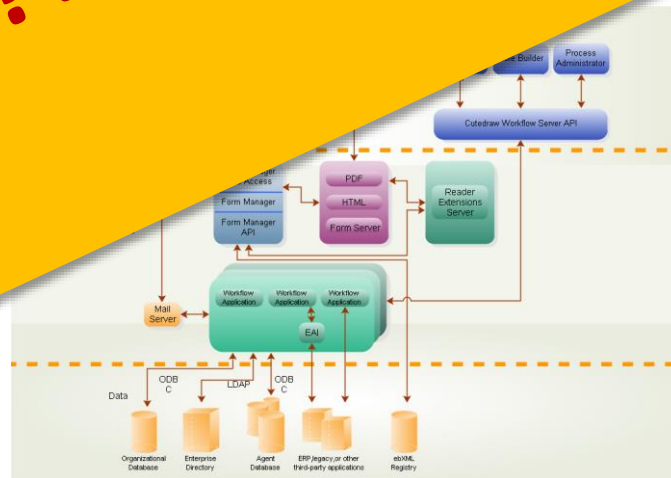 Builder
Process
Administrator
Cutedraw Workflow Server API
Access
Form Manager
Form Manager
API
PDF
HTML
Form Server
Reader
Extensions
Server
Workflow
Application
Workflow
Application
Workflow
Application
Mail
Server
EAI
Data
ODB
C
LDAP
ODB
C
Organizational
Database
Enterprise
Directory
Agent
Database
ERP,legacy,or other
third-party applications
ebXML
Registry